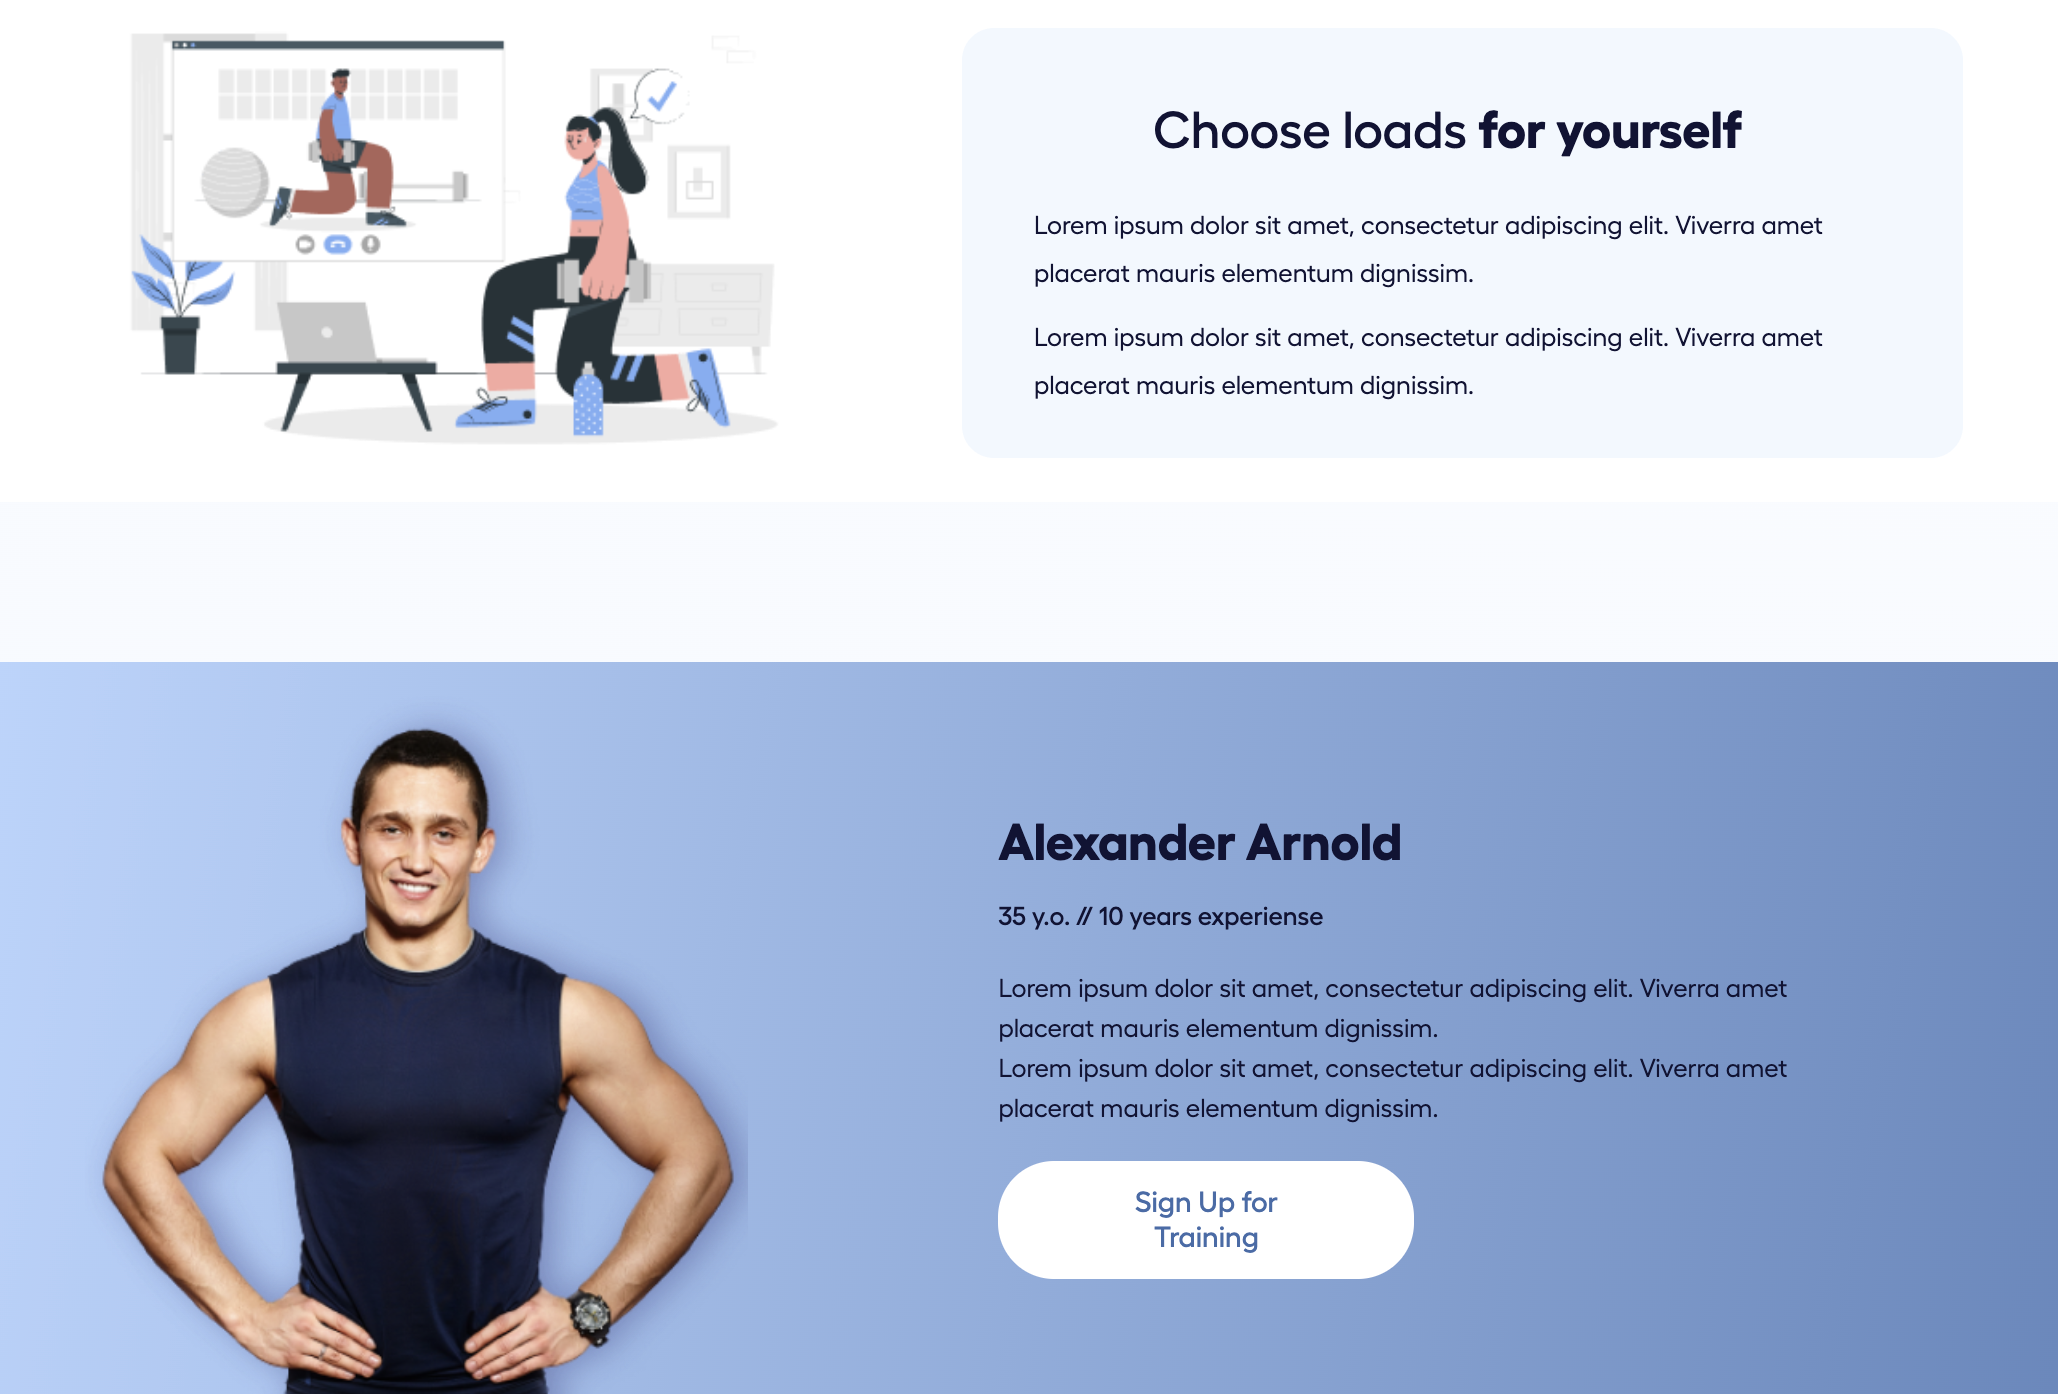 Choose loads for yourself
Lorem ipsum dolor sit amet, consectetur adipiscing elit. Viverra amet
placerat mauris elementum dignissim.
Lorem ipsum dolor sit amet, consectetur adipiscing elit. Viverra amet
placerat mauris elementum dignissim.
Alexander Arnold
35 y.o. // 10 years experiense
Lorem ipsum dolor sit amet, consectetur adipiscing elit. Viverra amet
placerat mauris elementum dignissim.
Lorem ipsum dolor sit amet, consectetur adipiscing elit. Viverra amet
placerat mauris elementum dignissim.
Sign Up for
Training